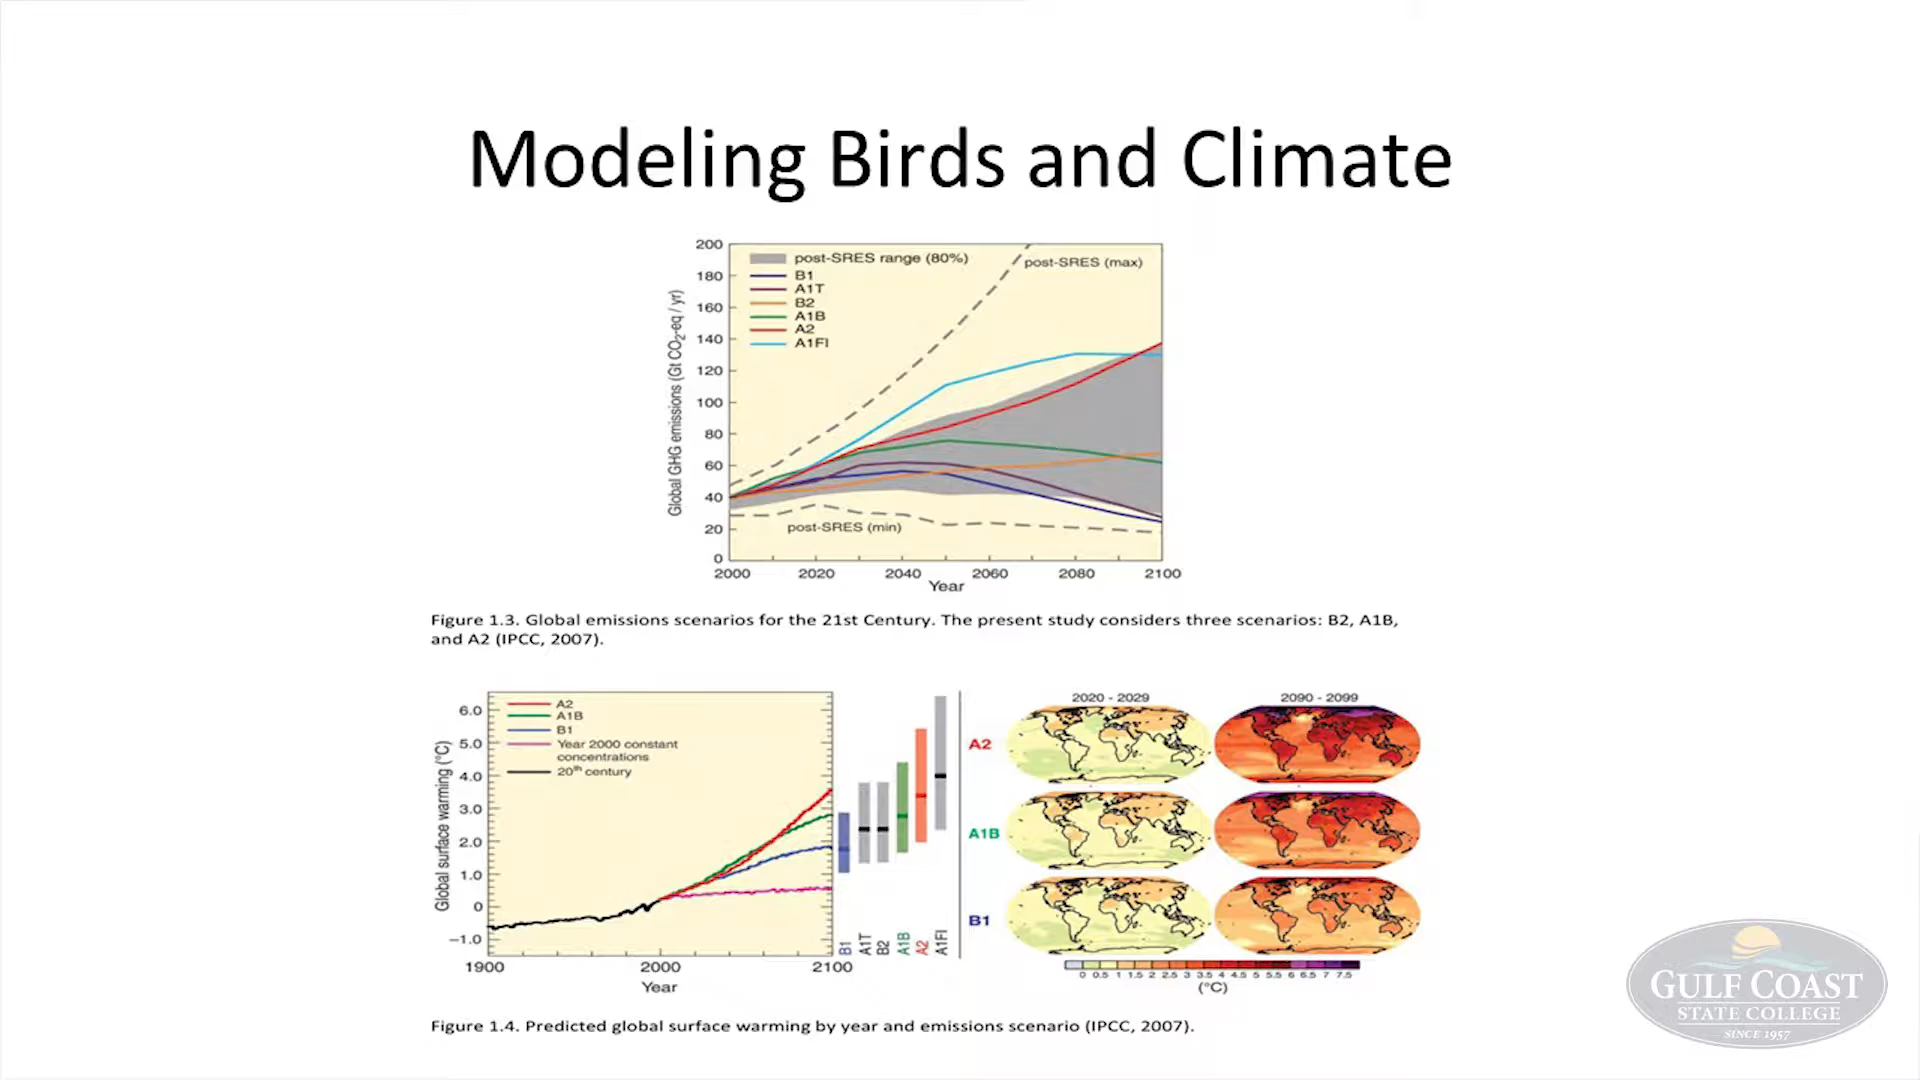 Modeling Birds and Climate
200
180
160
140
120
100
80
60
40
20
0
Global GHG emissions (Gt CO2-eq / yr)
post-SRES range (80%)
B1
A1T
B2
A1B
A2
A1FI
post-SRES (max)
post-SRES (min)
2000 2020 2040 2060 2080 2100
Year
Figure 1.3. Global emissions scenarios for the 21st Century. The present study considers three scenarios: B2, A1B,
and A2 (IPCC, 2007).
6.0
5.0
4.0
3.0
2.0
1.0
0
–1.0
Global surface warming (°C)
A2
A1B
B1
Year 2000 constant
concentrations
20th century
1900 2000 2100
Year
B1
A1T
B2
A1B
A2
A1FI
2020 - 2029 2090 - 2099
A2
A1B
B1
0 0.5 1 1.5 2 2.5 3 3.5 4 4.5 5 5.5 6 6.5 7 7.5
(°C)
Figure 1.4. Predicted global surface warming by year and emissions scenario (IPCC, 2007).
GULF COAST
STATE COLLEGE
SINCE 1957